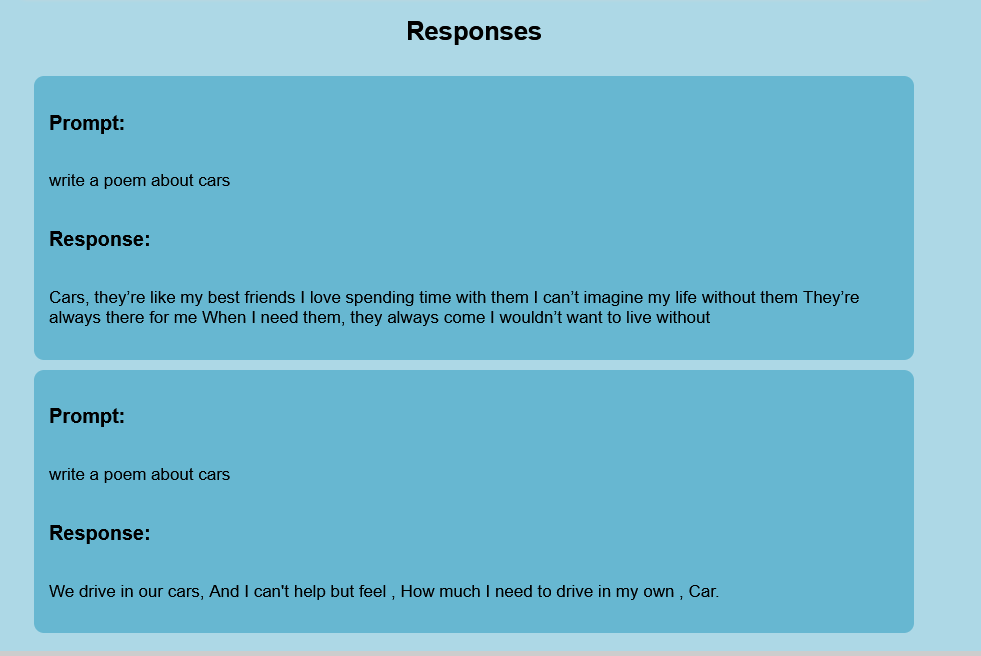 Responses
Prompt:
write a poem about cars
Response:
Cars, they’re like my best friends I love spending time with them I can’t imagine my life without them They’re
always there for me When I need them, they always come I wouldn’t want to live without
Prompt:
write a poem about cars
Response:
We drive in our cars, And I can't help but feel , How much I need to drive in my own , Car.